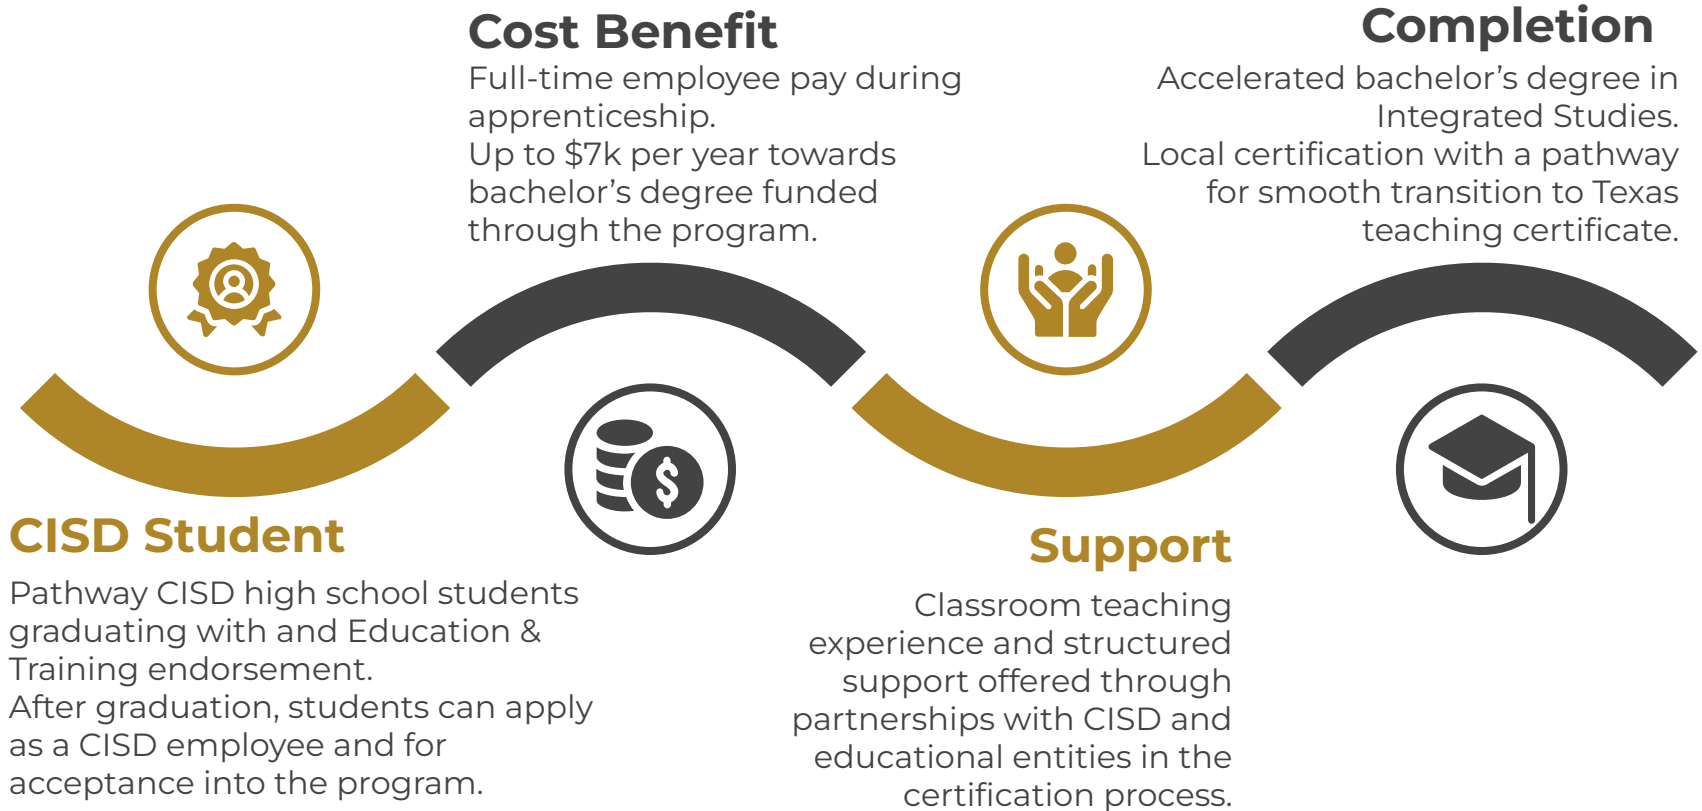 CISD Student
Pathway CISD high school students
graduating with and Education &
Training endorsement.
After graduation, students can apply
as a CISD employee and for
acceptance into the program.
Cost Benefit
Full-time employee pay during
apprenticeship.
Up to $7k per year towards
bachelor’s degree funded
through the program.
$
Support
Classroom teaching
experience and structured
support offered through
partnerships with CISD and
educational entities in the
certification process.
Completion
Accelerated bachelor’s degree in
Integrated Studies.
Local certification with a pathway
for smooth transition to Texas
teaching certificate.